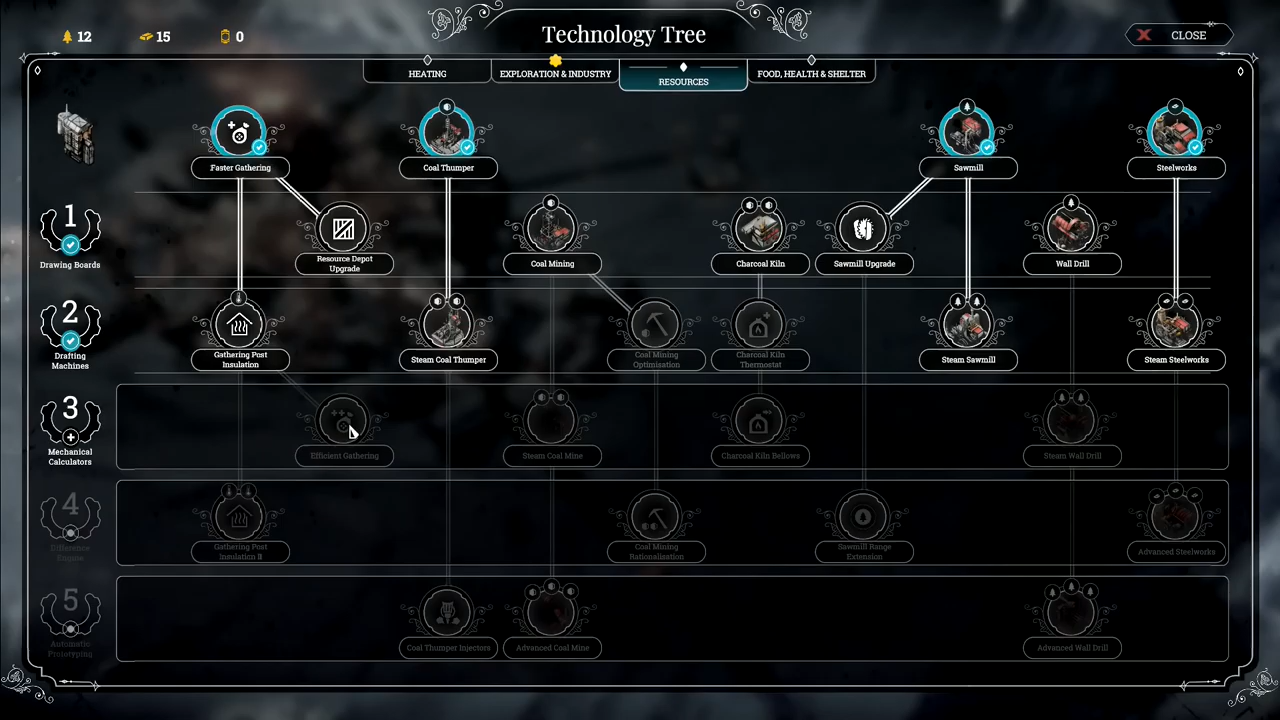 12
15
0
Technology Tree
CLOSE
HEATING
EXPLORATION & INDUSTRY
RESOURCES
FOOD, HEALTH & SHELTER
Faster Gathering
Coal Thumper
Sawmill
Steelworks
1
Drawing Boards
Resource Depot
Upgrade
Coal Mining
Charcoal Kiln
Sawmill Upgrade
Wall Drill
2
Drafting
Machines
Gathering Post
Insulation
Steam Coal Thumper
Coal Mining
Optimisation
Charcoal Kiln
Thermostat
Steam Sawmill
Steam Steelworks
3
Mechanical
Calculators
Efficient Gathering
Steam Coal Mine
Charcoal Kiln Bellows
Steam Wall Drill
4
Difference
Engine
Gathering Post
Insulation II
Coal Mining
Rationalisation
Sawmill Range
Extension
Advanced Steelworks
5
Automatic
Prototyping
Coal Thumper Injectors
Advanced Coal Mine
Advanced Wall Drill